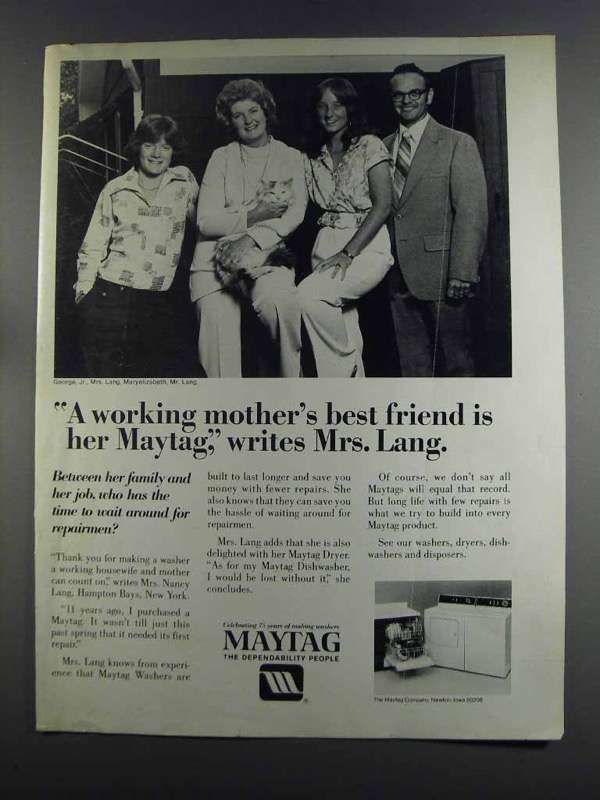 George, Jr., Mrs. Lang, Maryelizabeth, Mr. Lang.
“A working mother’s best friend is
her Maytag,” writes Mrs. Lang.
Between her family and
her job, who has the
time to wait around for
repairmen?
“Thank you for making a washer
a working housewife and mother
can count on,” writes Mrs. Nancy
Lang, Hampton Bays, New York.
“11 years ago, I purchased a
Maytag. It wasn’t till just this
past spring that it needed its first
repair.”
Mrs. Lang knows from experi-
ence that Maytag Washers are
built to last longer and save you
money with fewer repairs. She
also knows that they can save you
the hassle of waiting around for
repairmen.
Mrs. Lang adds that she is also
delighted with her Maytag Dryer.
“As for my Maytag Dishwasher,
I would be lost without it,” she
concludes.
Of course, we don’t say all
Maytags will equal that record.
But long life with few repairs is
what we try to build into every
Maytag product.
See our washers, dryers, dish-
washers and disposers.
Celebrating 75 years of making washers
MAYTAG
THE DEPENDABILITY PEOPLE
®
The Maytag Company, Newton, Iowa 50208